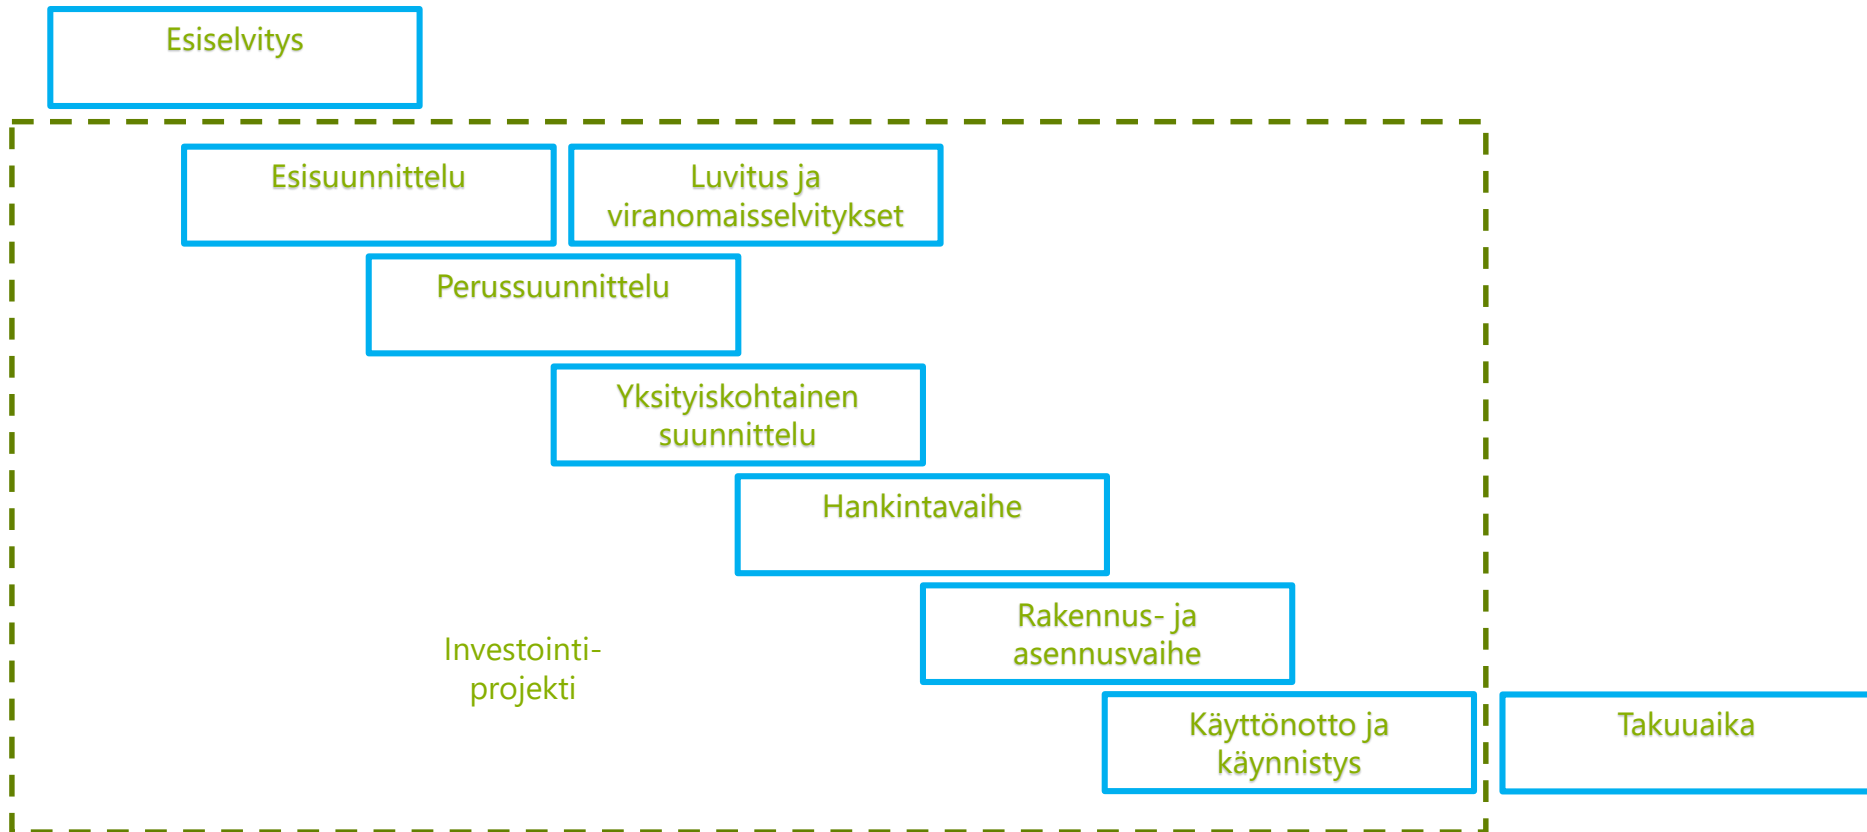 Esiselvitys
Esisuunnittelu
Luvitus ja
viranomaisselvitykset
Perussuunnittelu
Yksityiskohtainen
suunnittelu
Hankintavaihe
Rakennus- ja
asennusvaihe
Investointi-
projekti
Käyttönotto ja
käynnistys
Takuuaika